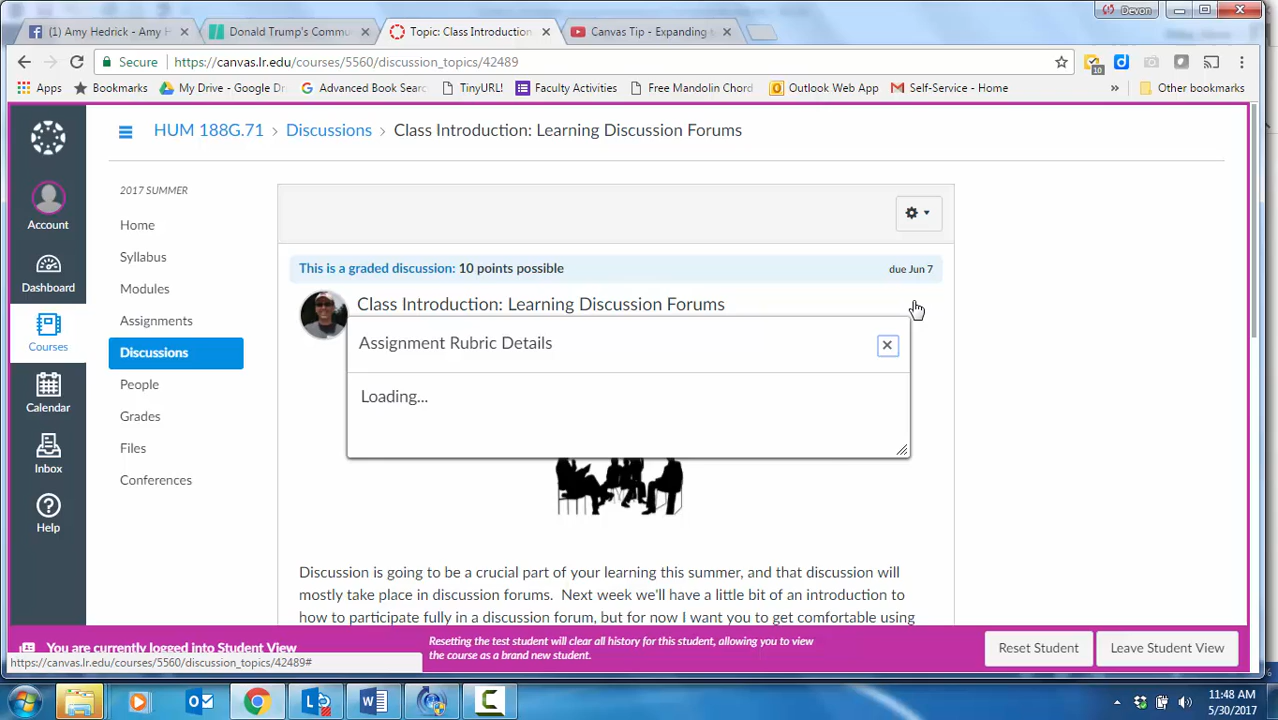 Devon
(1) Amy Hedrick - Amy H
Donald Trump's Commu
Topic: Class Introduction
Canvas Tip - Expanding
Secure
https://canvas.lr.edu/courses/5560/discussion_topics/42489
10
Apps
Bookmarks
My Drive - Google Dr
Advanced Book Searc
TinyURL!
Faculty Activities
Free Mandolin Chord
Outlook Web App
Self-Service - Home
»
Other bookmarks
HUM 188G.71 › Discussions › Class Introduction: Learning Discussion Forums
Account
Dashboard
Courses
Calendar
Inbox
Help
2017 SUMMER
Home
Syllabus
Modules
Assignments
Discussions
People
Grades
Files
Conferences
This is a graded discussion: 10 points possible
due Jun 7
Class Introduction: Learning Discussion Forums
Assignment Rubric Details
Loading...
Discussion is going to be a crucial part of your learning this summer, and that discussion will
mostly take place in discussion forums. Next week we'll have a little bit of an introduction to
how to participate fully in a discussion forum, but for now I want you to get comfortable using
You are currently logged into Student View
Resetting the test student will clear all history for this student, allowing you to view
the course as a brand new student.
Reset Student
Leave Student View
https://canvas.lr.edu/courses/5560/discussion_topics/42489#
11:48 AM
5/30/2017